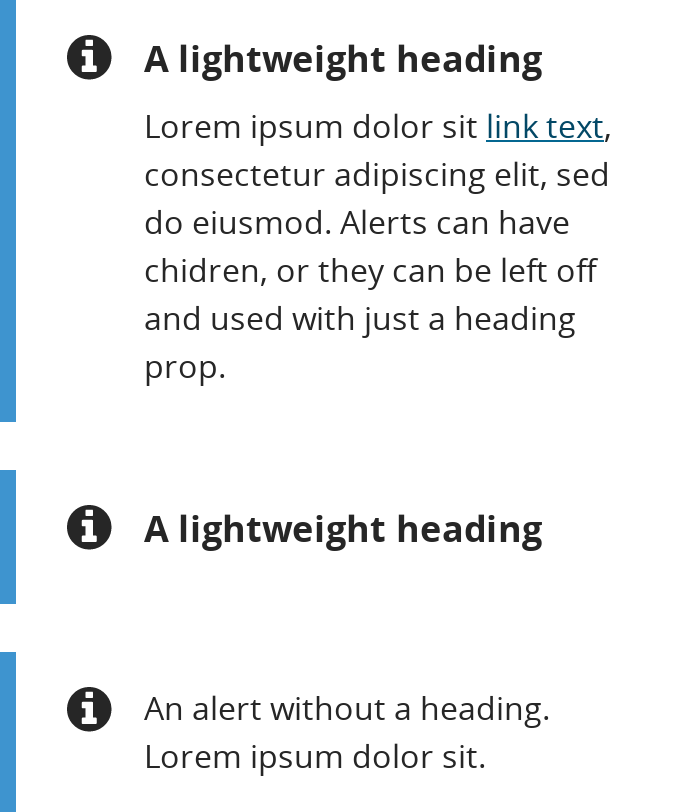 A lightweight heading
Lorem ipsum dolor sit link text,
consectetur adipiscing elit, sed
do eiusmod. Alerts can have
chidren, or they can be left off
and used with just a heading
prop.
A lightweight heading
An alert without a heading.
Lorem ipsum dolor sit.